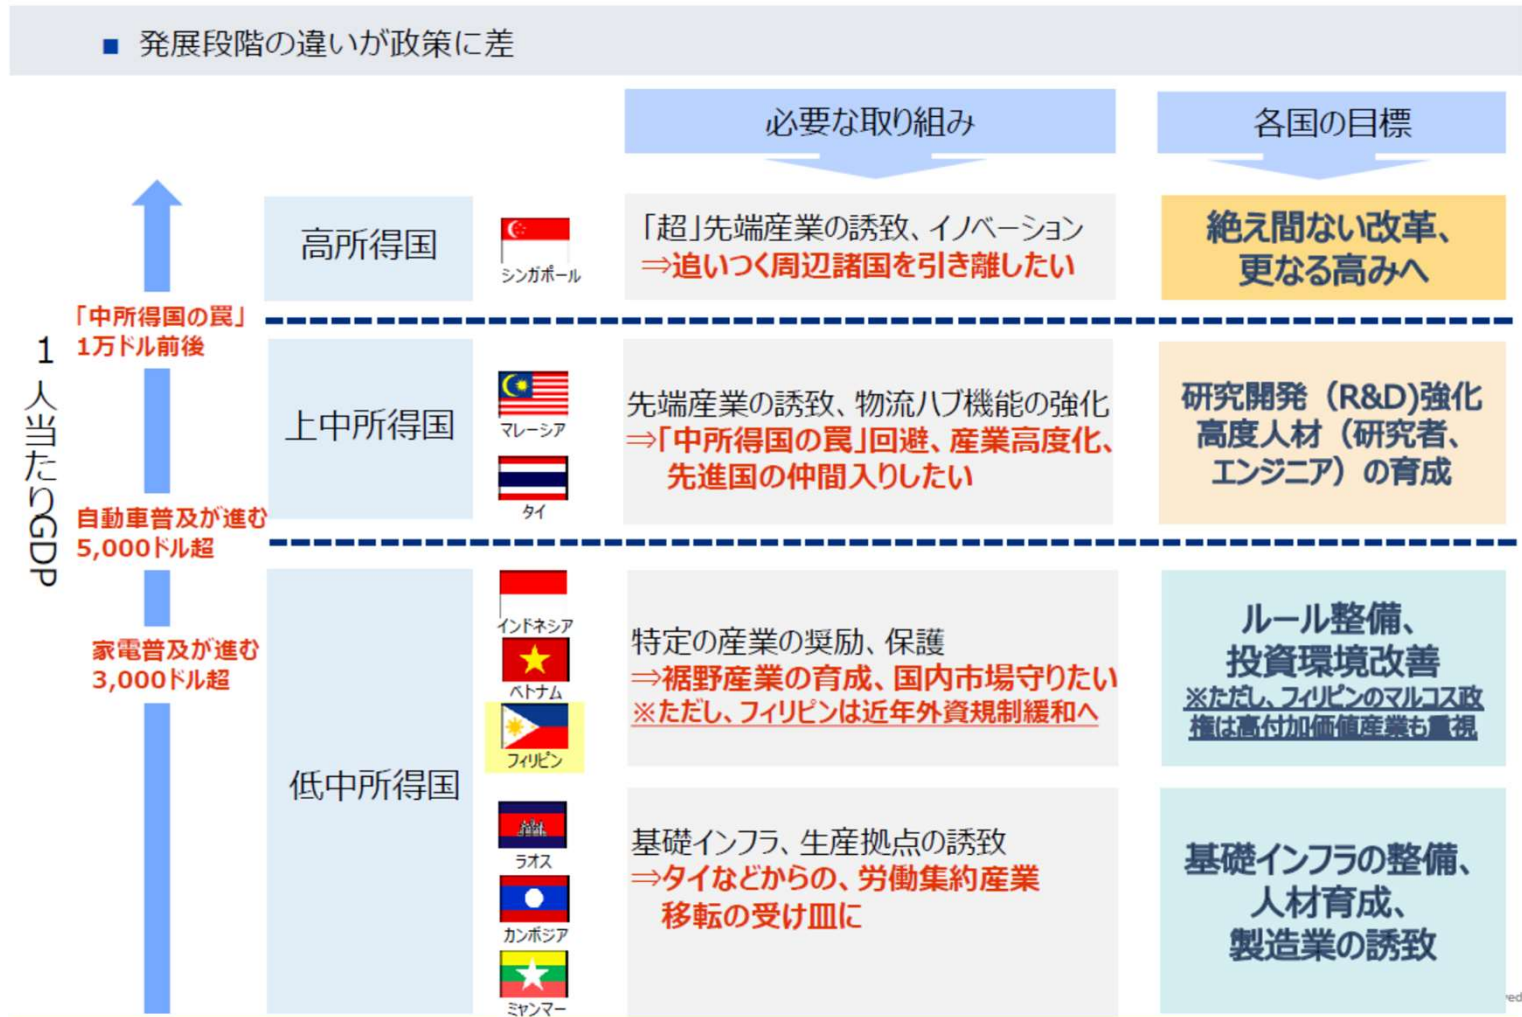 ■ 発展段階の違いが政策に差
必要な取り組み
各国の目標
1人当たりGDP
「中所得国の罠」
1万ドル前後
自動車普及が進む
5,000ドル超
家電普及が進む
3,000ドル超
高所得国
シンガポール
「超」先端産業の誘致、イノベーション
⇒追いつく周辺諸国を引き離したい
絶え間ない改革、
更なる高みへ
上中所得国
マレーシア
タイ
先端産業の誘致、物流ハブ機能の強化
⇒「中所得国の罠」回避、産業高度化、
先進国の仲間入りしたい
研究開発（R&D)強化
高度人材（研究者、
エンジニア）の育成
低中所得国
インドネシア
ベトナム
フィリピン
特定の産業の奨励、保護
⇒裾野産業の育成、国内市場守りたい
※ただし、フィリピンは近年外資規制緩和へ
ルール整備、
投資環境改善
※ただし、フィリピンのマルコス政
権は高付加価値産業も重視
ラオス
カンボジア
ミャンマー
基礎インフラ、生産拠点の誘致
⇒タイなどからの、労働集約産業
移転の受け皿に
基礎インフラの整備、
人材育成、
製造業の誘致